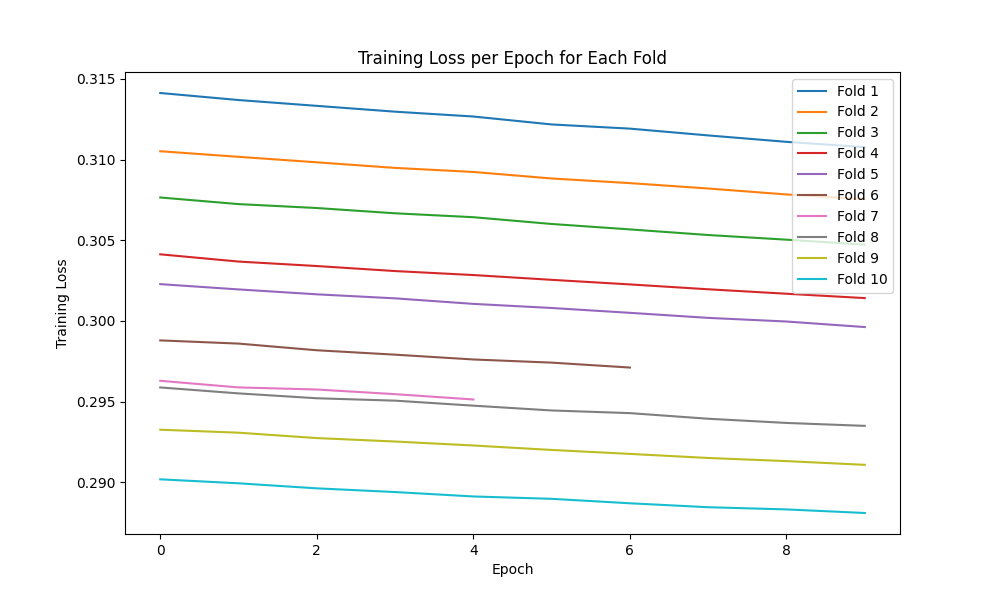 Training Loss per Epoch for Each Fold
Training Loss
0.315
0.310
0.305
0.300
0.295
0.290
0
2
4
6
8
Epoch
Fold 1
Fold 2
Fold 3
Fold 4
Fold 5
Fold 6
Fold 7
Fold 8
Fold 9
Fold 10